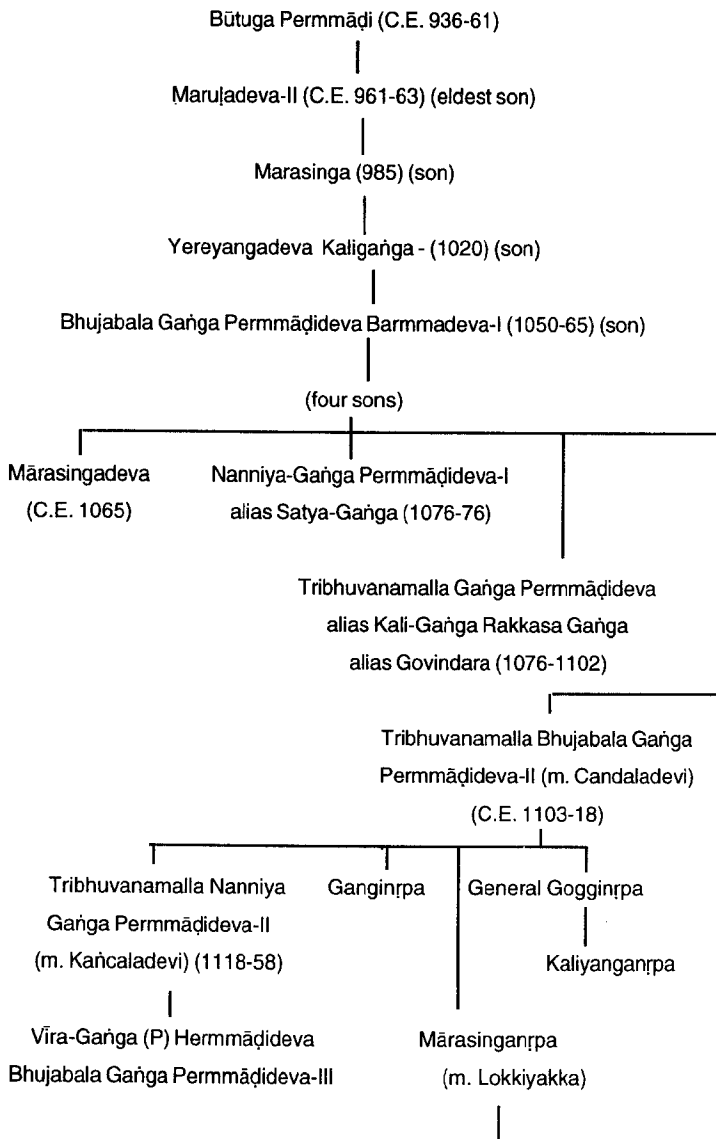 Būtuga Permmāḍi (C.E. 936-61)
Maruḷadeva-II (C.E. 961-63) (eldest son)
Marasinga (985) (son)
Yereyangadeva Kaligaṅga - (1020) (son)
Bhujabala Gaṅga Permmāḍideva Barmmadeva-I (1050-65) (son)
(four sons)
Mārasingadeva
(C.E. 1065)
Nanniya-Gaṅga Permmāḍideva-I
alias Satya-Gaṅga (1076-76)
Tribhuvanamalla Gaṅga Permmāḍideva
alias Kali-Gaṅga Rakkasa Gaṅga
alias Govindara (1076-1102)
Tribhuvanamalla Bhujabala Gaṅga
Permmāḍideva-II (m. Candaladevi)
(C.E. 1103-18)
Tribhuvanamalla Nanniya
Gaṅga Permmāḍideva-II
(m. Kaṅcaladevi) (1118-58)
Ganginṛpa
General Gogginṛpa
Kaliyanganṛpa
Vīra-Gaṅga (P) Hermmāḍideva
Bhujabala Gaṅga Permmāḍideva-III
Mārasinganṛpa
(m. Lokkiyakka)